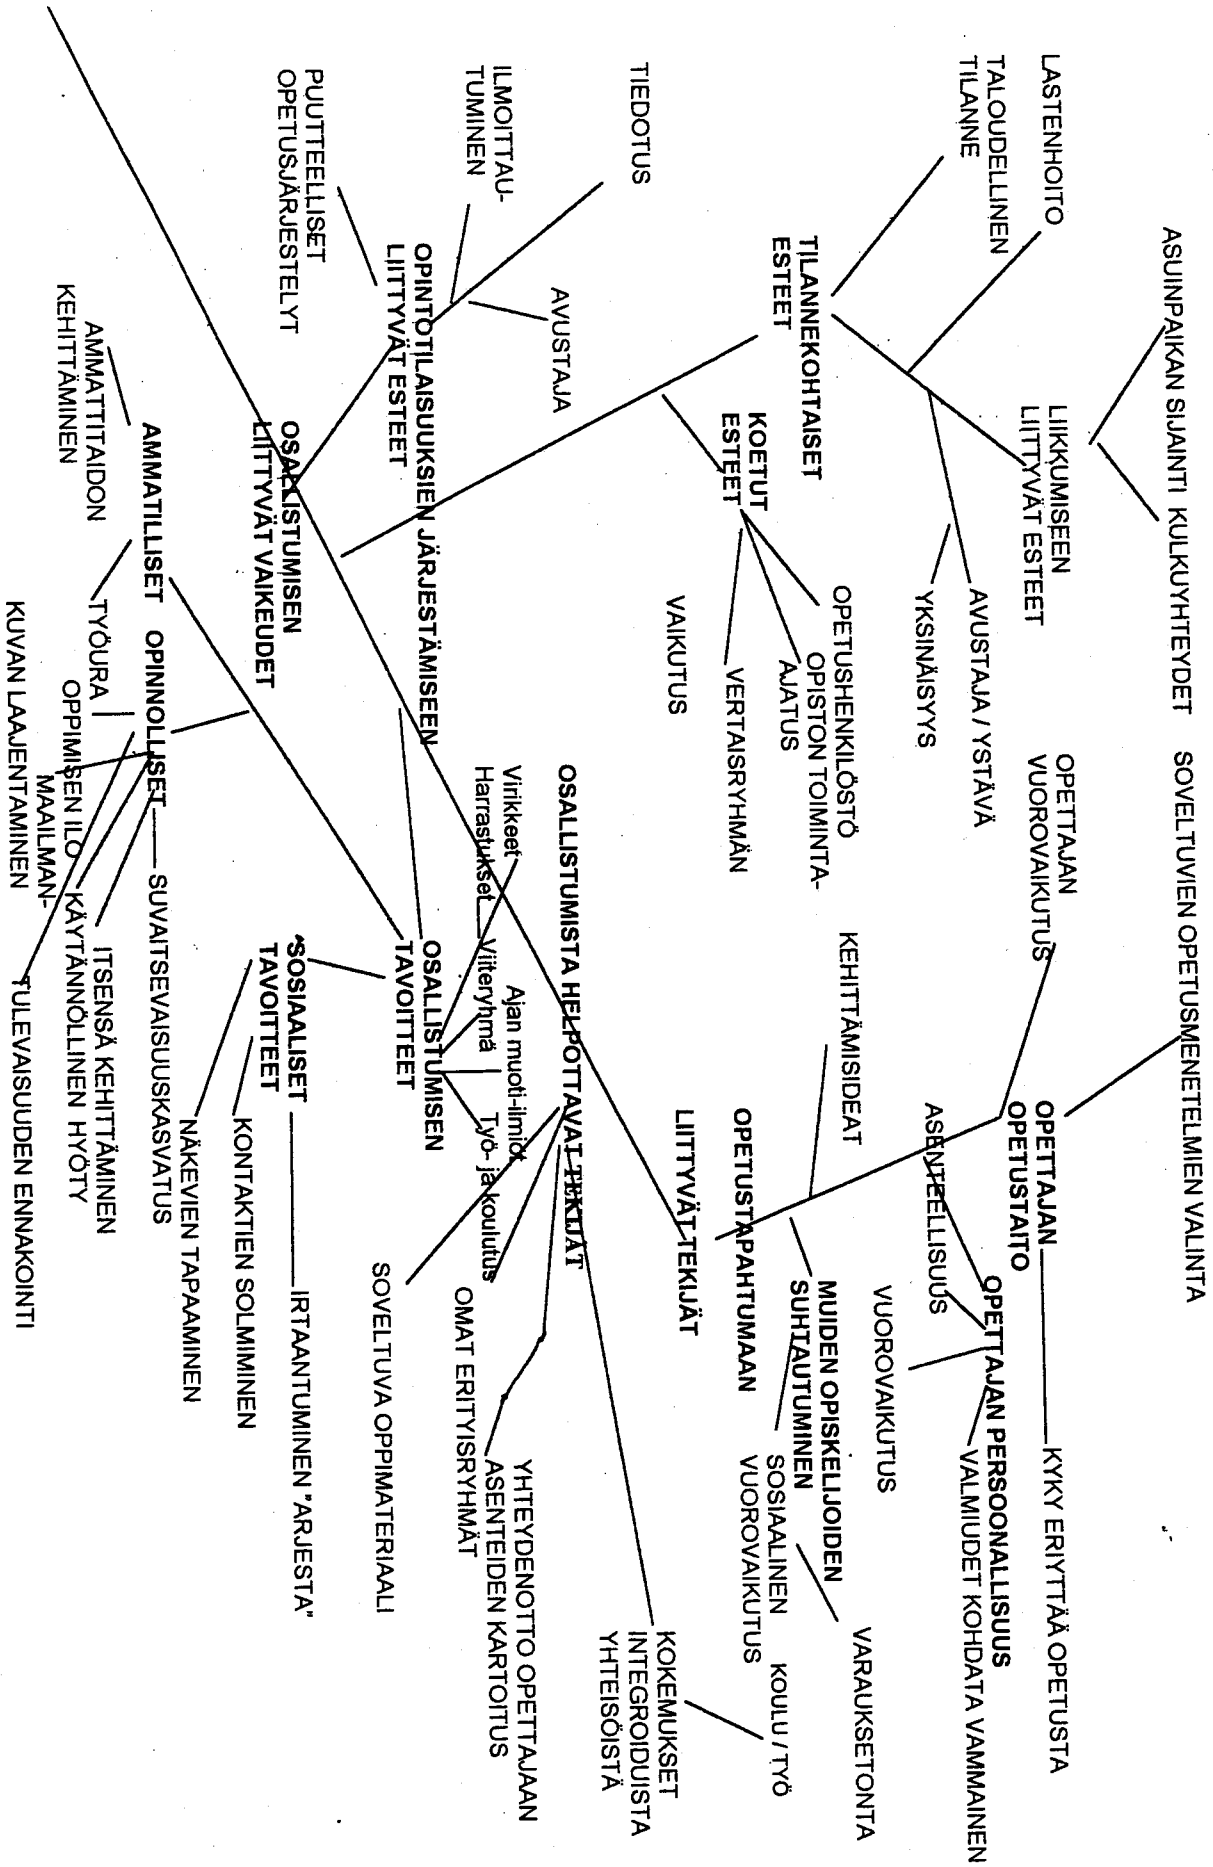 ASUINPAIKAN SIJAINTI
KULKUYHTEYDET
SOVELTUVIEN OPETUSMENETELMIEN VALINTA
LASTENHOITO
TALOUDELLINEN
TILANNE
LIIKKUMISEEN
LIITTYVÄT ESTEET
AVUSTAJA / YSTÄVÄ
YKSINÄISYYS
OPETTAJAN
VUOROVAIKUTUS
OPETTAJAN
OPETUSTAITO
KYKY ERIYTTÄÄ OPETUSTA
ASENTEELLISUUS
OPETTAJAN PERSOONALLISUUS
VALMIUDET KOHDATA VAMMAINEN
VUOROVAIKUTUS
TILANNEKOHTAISET
ESTEET
KOETUT
ESTEET
OPETUSHENKILÖSTÖ
OPISTON TOIMINTA-
AJATUS
VERTAISRYHMÄN
VAIKUTUS
KEHITTÄMISIDEAT
MUIDEN OPISKELIJOIDEN
SUHTAUTUMINEN
VARAUKSETONTA
SOSIAALINEN
VUOROVAIKUTUS
KOULU / TYÖ
OPETUSTAPAHTUMAAN
LIITTYVÄT TEKIJÄT
TIEDOTUS
ILMOITTAU-
TUMINEN
AVUSTAJA
PUUTTEELLISET
OPETUSJÄRJESTELYT
OPINTOTILAISUUKSIEN JÄRJESTÄMISEEN
LIITTYVÄT ESTEET
OSALLISTUMISTA HELPOTTAVAT TEKIJÄT
KOKEMUKSET
INTEGROIDUISTA
YHTEISÖISTÄ
YHTEYDENOTTO OPETTAJAAN
ASENTEIDEN KARTOITUS
OMAT ERITYISRYHMÄT
SOVELTUVA OPPIMATERIAALI
Virikkeet
Harrastukset
Ajan muoti-ilmiöt
Viiteryhmä
Työ- ja koulutus
OSALLISTUMISEN
TAVOITTEET
OSALLISTUMISEN
LIITTYVÄT VAIKEUDET
SOSIAALISET
TAVOITTEET
IRTAANTUMINEN "ARJESTA"
KONTAKTIEN SOLMIMINEN
NÄKEVIEN TAPAAMINEN
AMMATTITAIDON
KEHITTÄMINEN
AMMATILLISET
TYÖURA
OPINNOLLISET
SUVAITSEVAISUUSKASVATUS
ITSENSÄ KEHITTÄMINEN
OPPIMISEN ILO
KÄYTÄNNÖLLINEN HYÖTY
MAAILMAN-
KUVAN LAAJENTAMINEN
TULEVAISUUDEN ENNAKOINTI